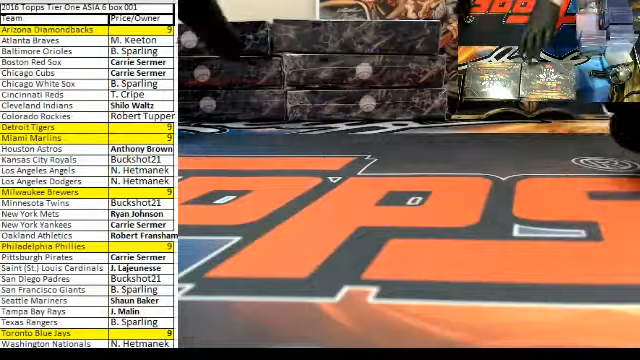 2016 Topps Tier One ASIA 6 box 001
Team Price/Owner
Arizona Diamondbacks 9
Atlanta Braves M. Keeton
Baltimore Orioles B. Sparling
Boston Red Sox Carrie Sermer
Chicago Cubs Carrie Sermer
Chicago White Sox B. Sparling
Cincinnati Reds T. Cripe
Cleveland Indians Shilo Waltz
Colorado Rockies Robert Tupper
Detroit Tigers 9
Miami Marlins 9
Houston Astros Anthony Brown
Kansas City Royals Buckshot21
Los Angeles Angels N. Hetmanek
Los Angeles Dodgers N. Hetmanek
Milwaukee Brewers 9
Minnesota Twins Buckshot21
New York Mets Ryan Johnson
New York Yankees Carrie Sermer
Oakland Athletics Robert Fransham
Philadelphia Phillies 9
Pittsburgh Pirates Carrie Sermer
Saint (St.) Louis Cardinals J. Lajeunesse
San Diego Padres Buckshot21
San Francisco Giants B. Sparling
Seattle Mariners Shaun Baker
Tampa Bay Rays J. Malin
Texas Rangers B. Sparling
Toronto Blue Jays 9
Washington Nationals N. Hetmanek
OPS